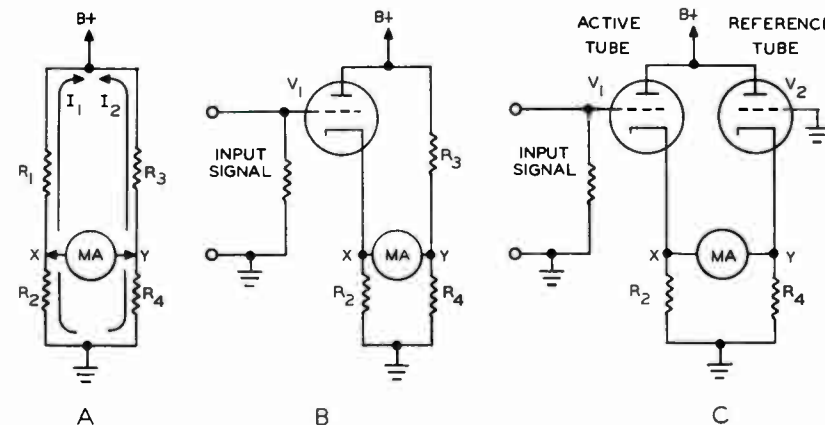 B+
I1 I2
R1
R3
X MA Y
R2
R4
A
B+
V1
INPUT
SIGNAL
R3
X MA Y
R2
R4
B
ACTIVE
TUBE
B+
REFERENCE
TUBE
V1
V2
INPUT
SIGNAL
X MA Y
R2
R4
C